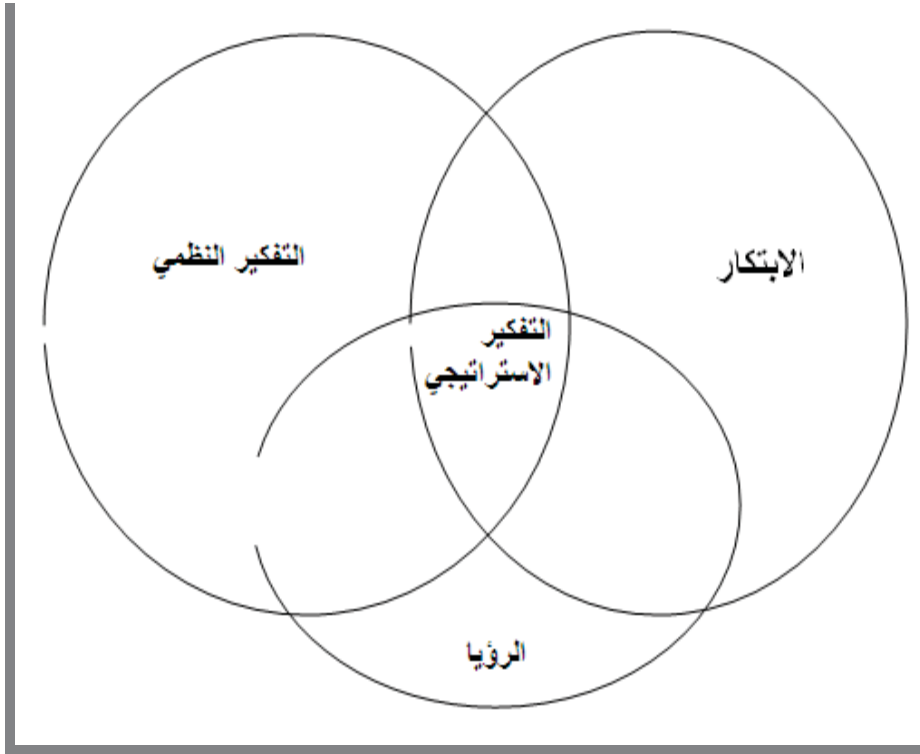 الابتكار
التفكير النظمي
التفكير
الاستراتيجي
الرؤيا